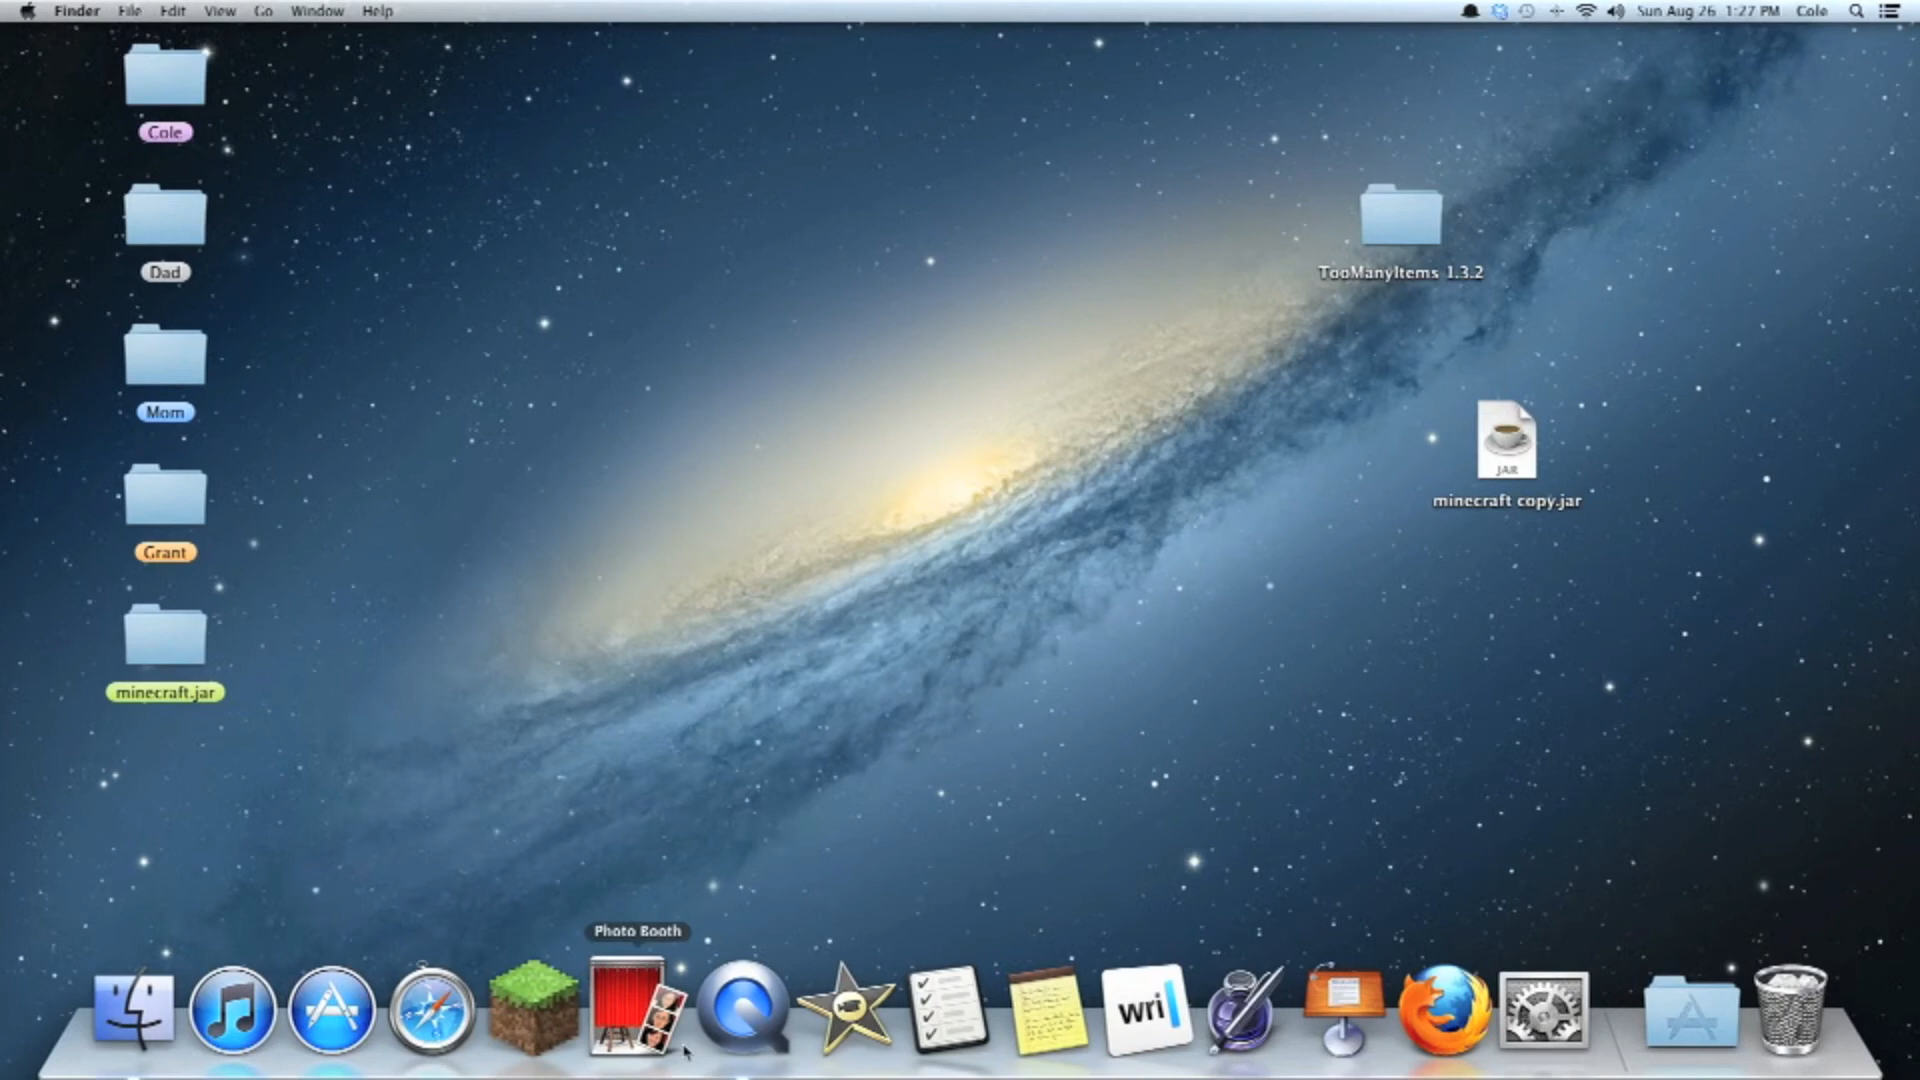 Finder File Edit View Go Window Help
Sun Aug 26 1:27 PM Cole
Cole
Dad
TooManyItems 1.3.2
Mom
JAR
minecraft copy.jar
Grant
minecraft.jar
Photo Booth
wri